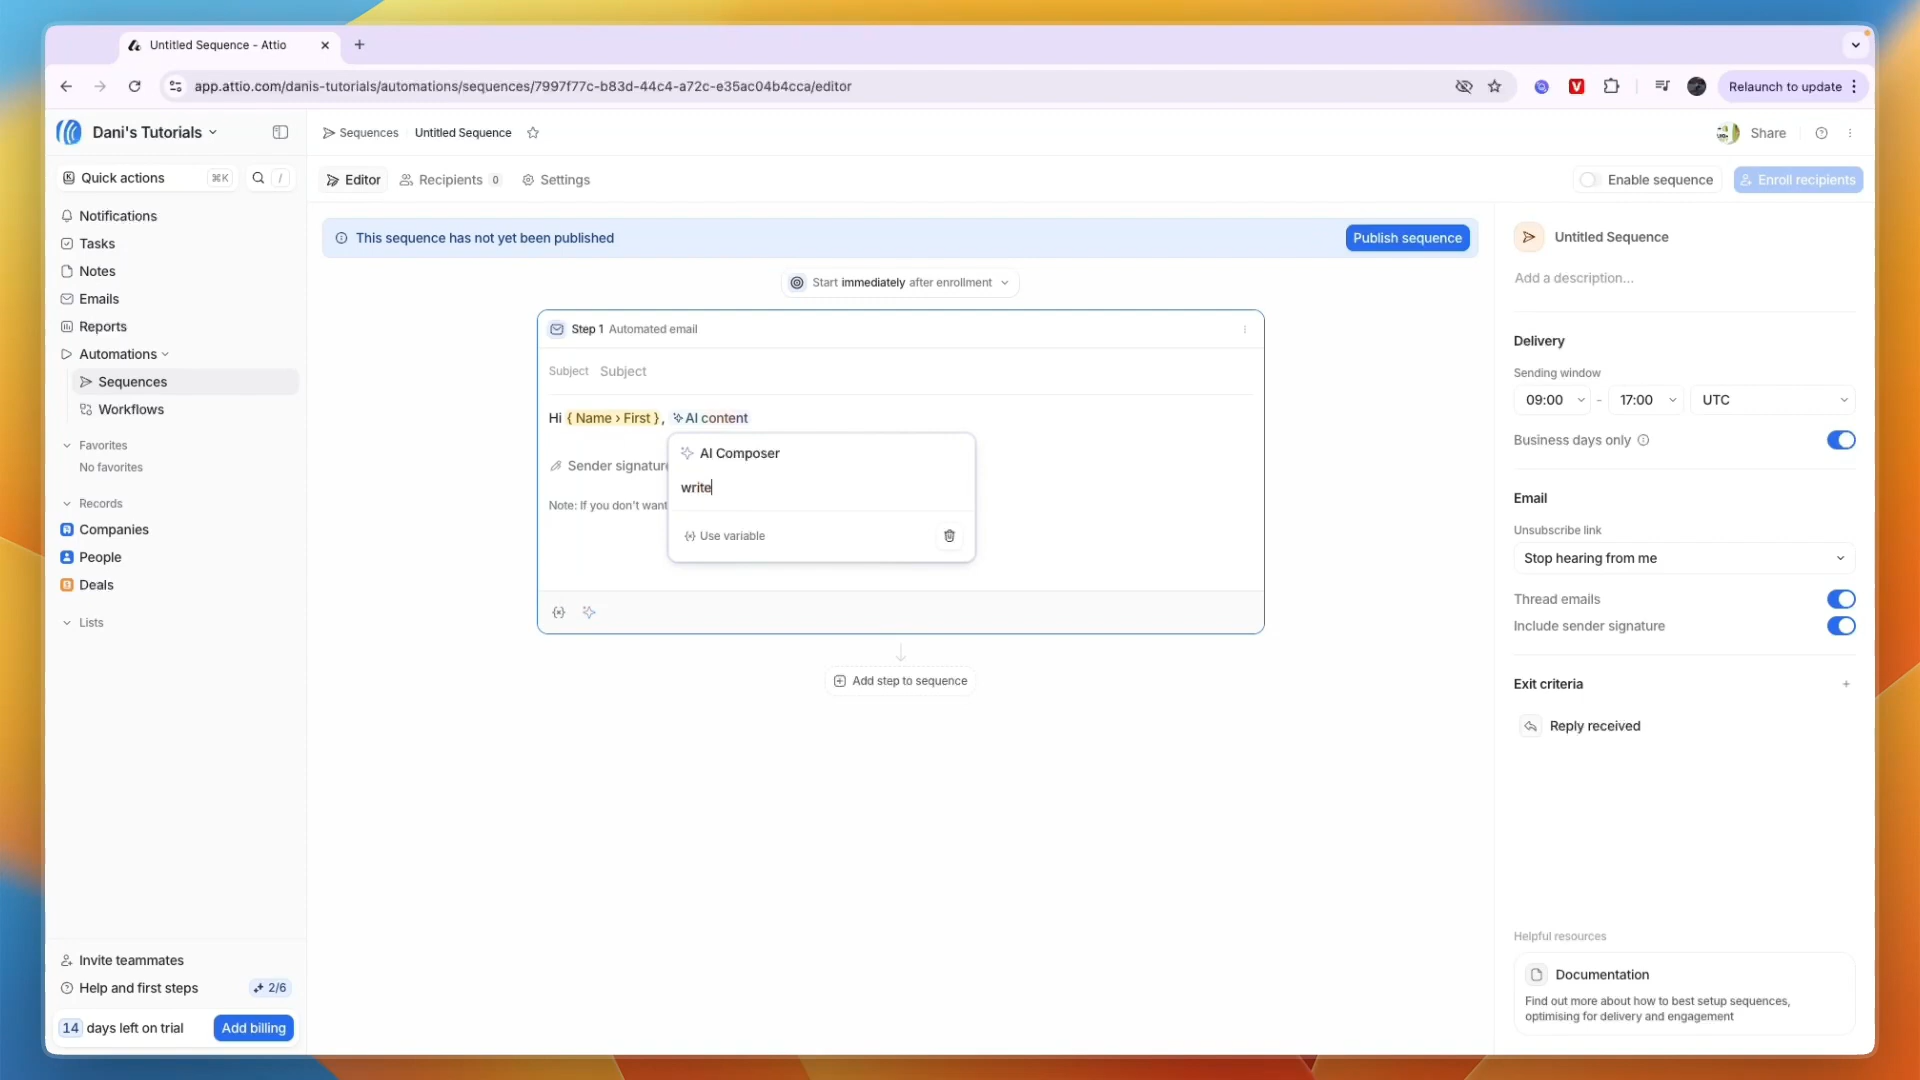 Untitled Sequence - Attio
app.attio.com/danis-tutorials/automations/sequences/7997f77c-b83d-44c4-a72c-e35ac04b4cca/editor
Relaunch to update
Dani's Tutorials
Sequences
Untitled Sequence
Share
Quick actions
⌘K
/
Editor
Recipients 0
Settings
Enable sequence
Enroll recipients
Notifications
Tasks
Notes
Emails
Reports
Automations
Sequences
Workflows
Favorites
No favorites
Records
Companies
People
Deals
Lists
Invite teammates
Help and first steps
2/6
14 days left on trial
Add billing
This sequence has not yet been published
Publish sequence
Start immediately after enrollment
Step 1 Automated email
Subject Subject
Hi { Name › First }, AI content
Sender signature
Note: If you don't want
AI Composer
write
Use variable
Add step to sequence
Untitled Sequence
Add a description...
Delivery
Sending window
09:00 - 17:00 UTC
Business days only
Email
Unsubscribe link
Stop hearing from me
Thread emails
Include sender signature
Exit criteria
Reply received
Helpful resources
Documentation
Find out more about how to best setup sequences,
optimising for delivery and engagement